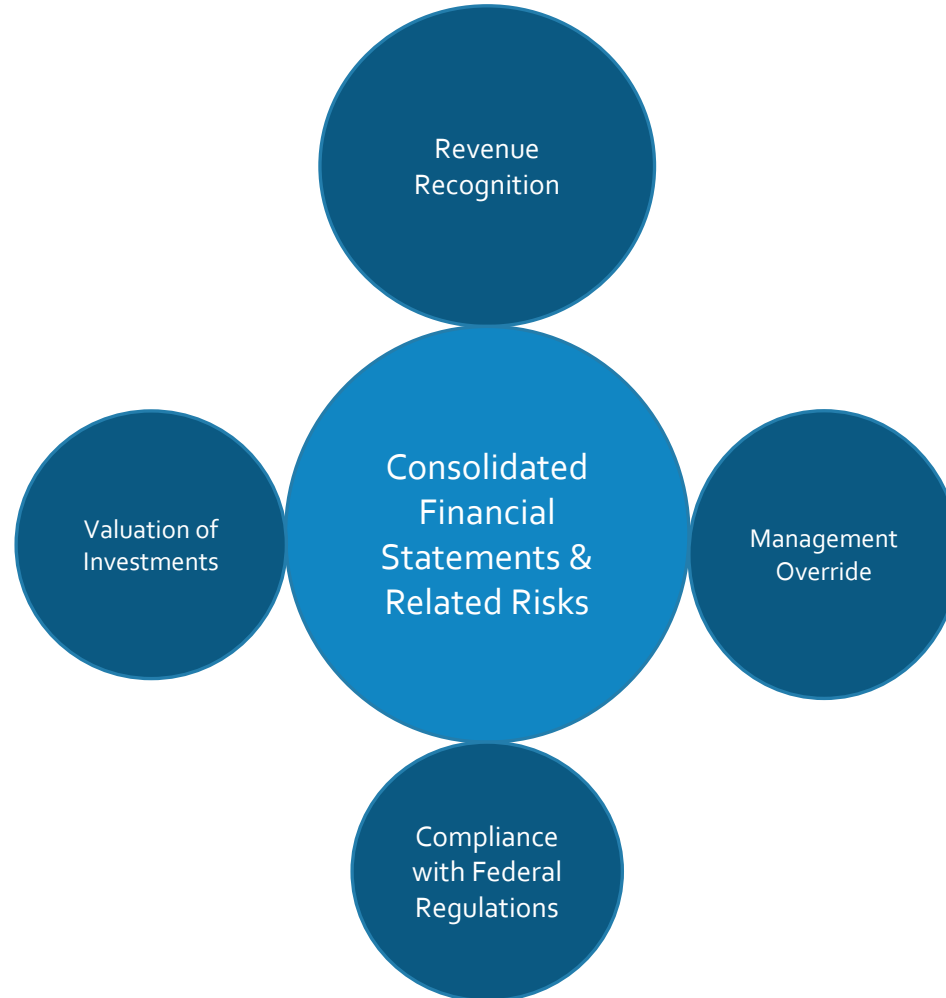 Revenue
Recognition
Consolidated
Financial
Statements &
Related Risks
Valuation of
Investments
Management
Override
Compliance
with Federal
Regulations